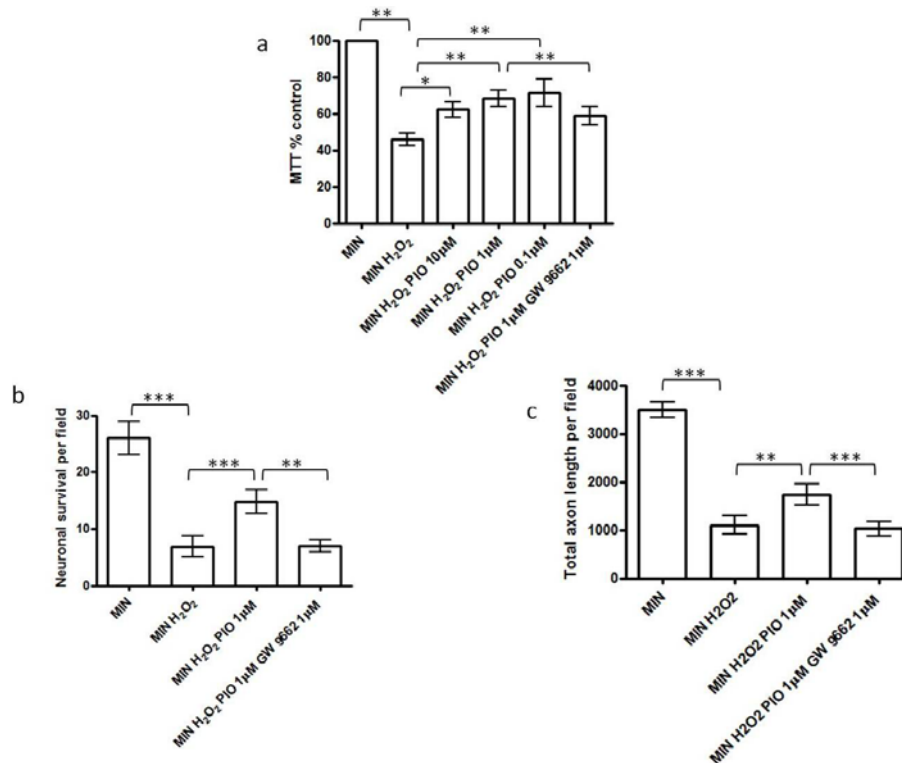 a
** 
**
**
**
*
100
80
60
40
20
0
MTT % control
MIN
MIN H₂O₂
MIN H₂O₂ PIO 10μM
MIN H₂O₂ PIO 1μM
MIN H₂O₂ PIO 0.1μM
MIN H₂O₂ PIO 1μM GW 9662 1μM
b
***
***
**
30
20
10
0
Neuronal survival per field
MIN
MIN H₂O₂
MIN H₂O₂ PIO 1μM
MIN H₂O₂ PIO 1μM GW 9662 1μM
c
***
**
***
4000
3000
2000
1000
0
Total axon length per field
MIN
MIN H2O2
MIN H2O2 PIO 1μM
MIN H2O2 PIO 1μM GW 9662 1μM